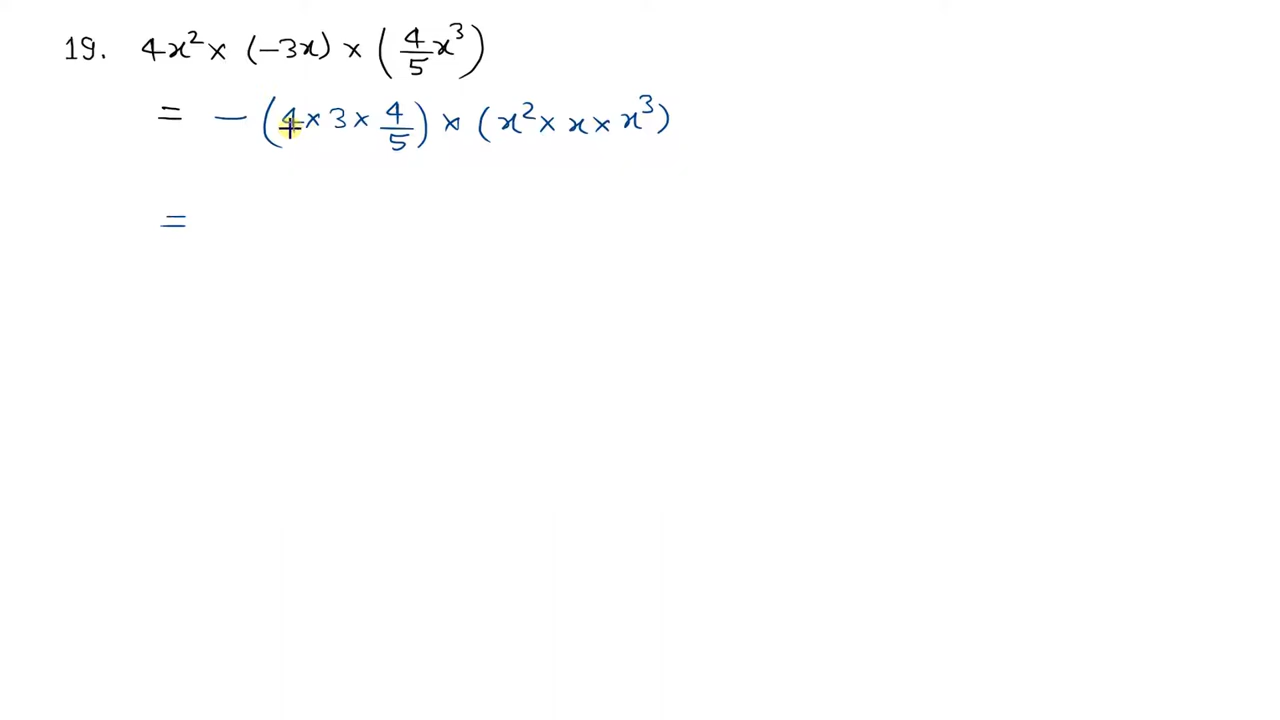 19. 4x² × (−3x) × (4/5 x³)
= − (4 × 3 × 4/5) × (x² × x × x³)
=